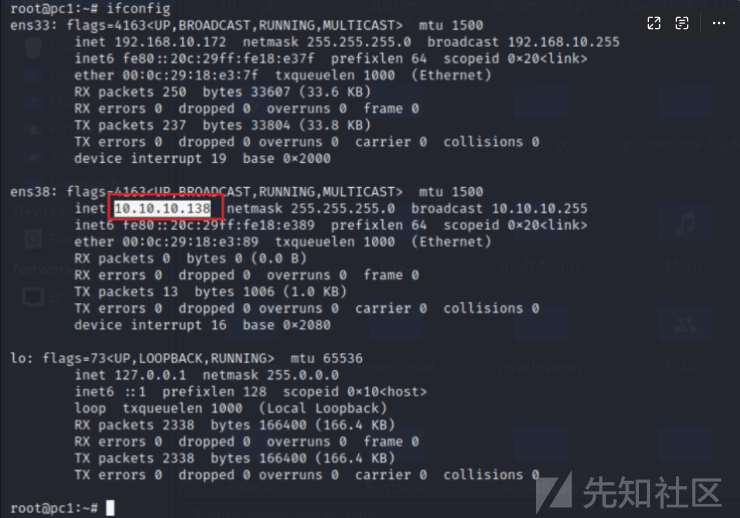 root@pc1:~# ifconfig
ens33: flags=4163<UP,BROADCAST,RUNNING,MULTICAST>  mtu 1500
inet 192.168.10.172  netmask 255.255.255.0  broadcast 192.168.10.255
inet6 fe80::20c:29ff:fe18:e37f  prefixlen 64  scopeid 0×20<link>
ether 00:0c:29:18:e3:7f  txqueuelen 1000  (Ethernet)
RX packets 250  bytes 33607 (33.6 KB)
RX errors 0  dropped 0  overruns 0  frame 0
TX packets 237  bytes 33804 (33.8 KB)
TX errors 0  dropped 0 overruns 0  carrier 0  collisions 0
device interrupt 19  base 0×2000
ens38: flags=4163<UP,BROADCAST,RUNNING,MULTICAST>  mtu 1500
inet 10.10.10.138  netmask 255.255.255.0  broadcast 10.10.10.255
inet6 fe80::20c:29ff:fe18:e389  prefixlen 64  scopeid 0×20<link>
ether 00:0c:29:18:e3:89  txqueuelen 1000  (Ethernet)
RX packets 0  bytes 0 (0.0 B)
RX errors 0  dropped 0  overruns 0  frame 0
TX packets 13  bytes 1006 (1.0 KB)
TX errors 0  dropped 0 overruns 0  carrier 0  collisions 0
device interrupt 16  base 0×2080
lo: flags=73<UP,LOOPBACK,RUNNING>  mtu 65536
inet 127.0.0.1  netmask 255.0.0.0
inet6 ::1  prefixlen 128  scopeid 0×10<host>
loop  txqueuelen 1000  (Local Loopback)
RX packets 2338  bytes 166400 (166.4 KB)
RX errors 0  dropped 0  overruns 0  frame 0
TX packets 2338  bytes 166400 (166.4 KB)
TX errors 0  dropped 0 overruns 0  carrier 0  collisions 0
root@pc1:~#
先知社区